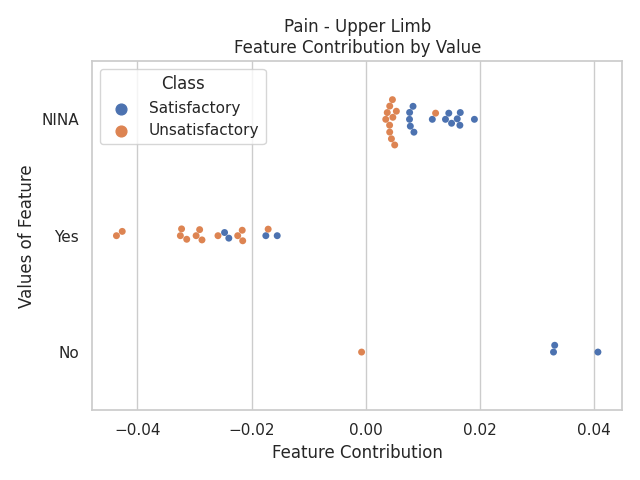 Pain - Upper Limb
Feature Contribution by Value
Class
Satisfactory
Unsatisfactory
Values of Feature
NINA
Yes
No
−0.04
−0.02
0.00
0.02
0.04
Feature Contribution